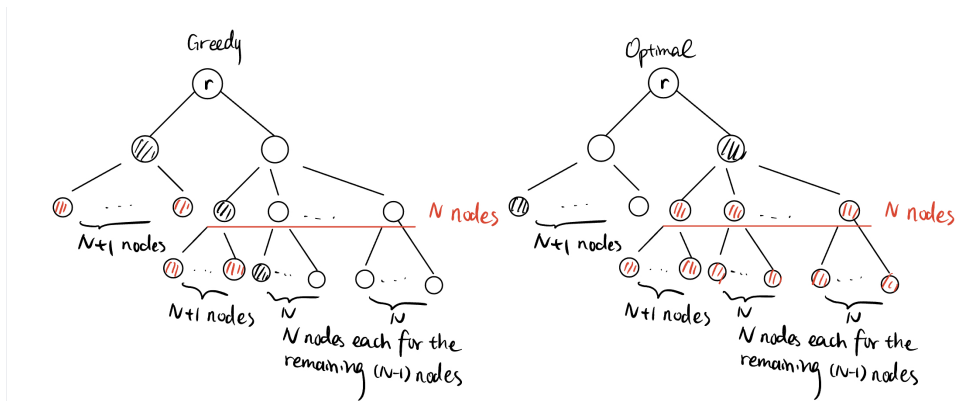 Greedy
r
... 
N nodes
N+1 nodes
....
...
...
...
N+1 nodes
N
N
N nodes each for the
remaining (N-1) nodes
Optimal
r
...
N nodes
N+1 nodes
....
...
...
...
N+1 nodes
N
N
N nodes each for the
remaining (N-1) nodes